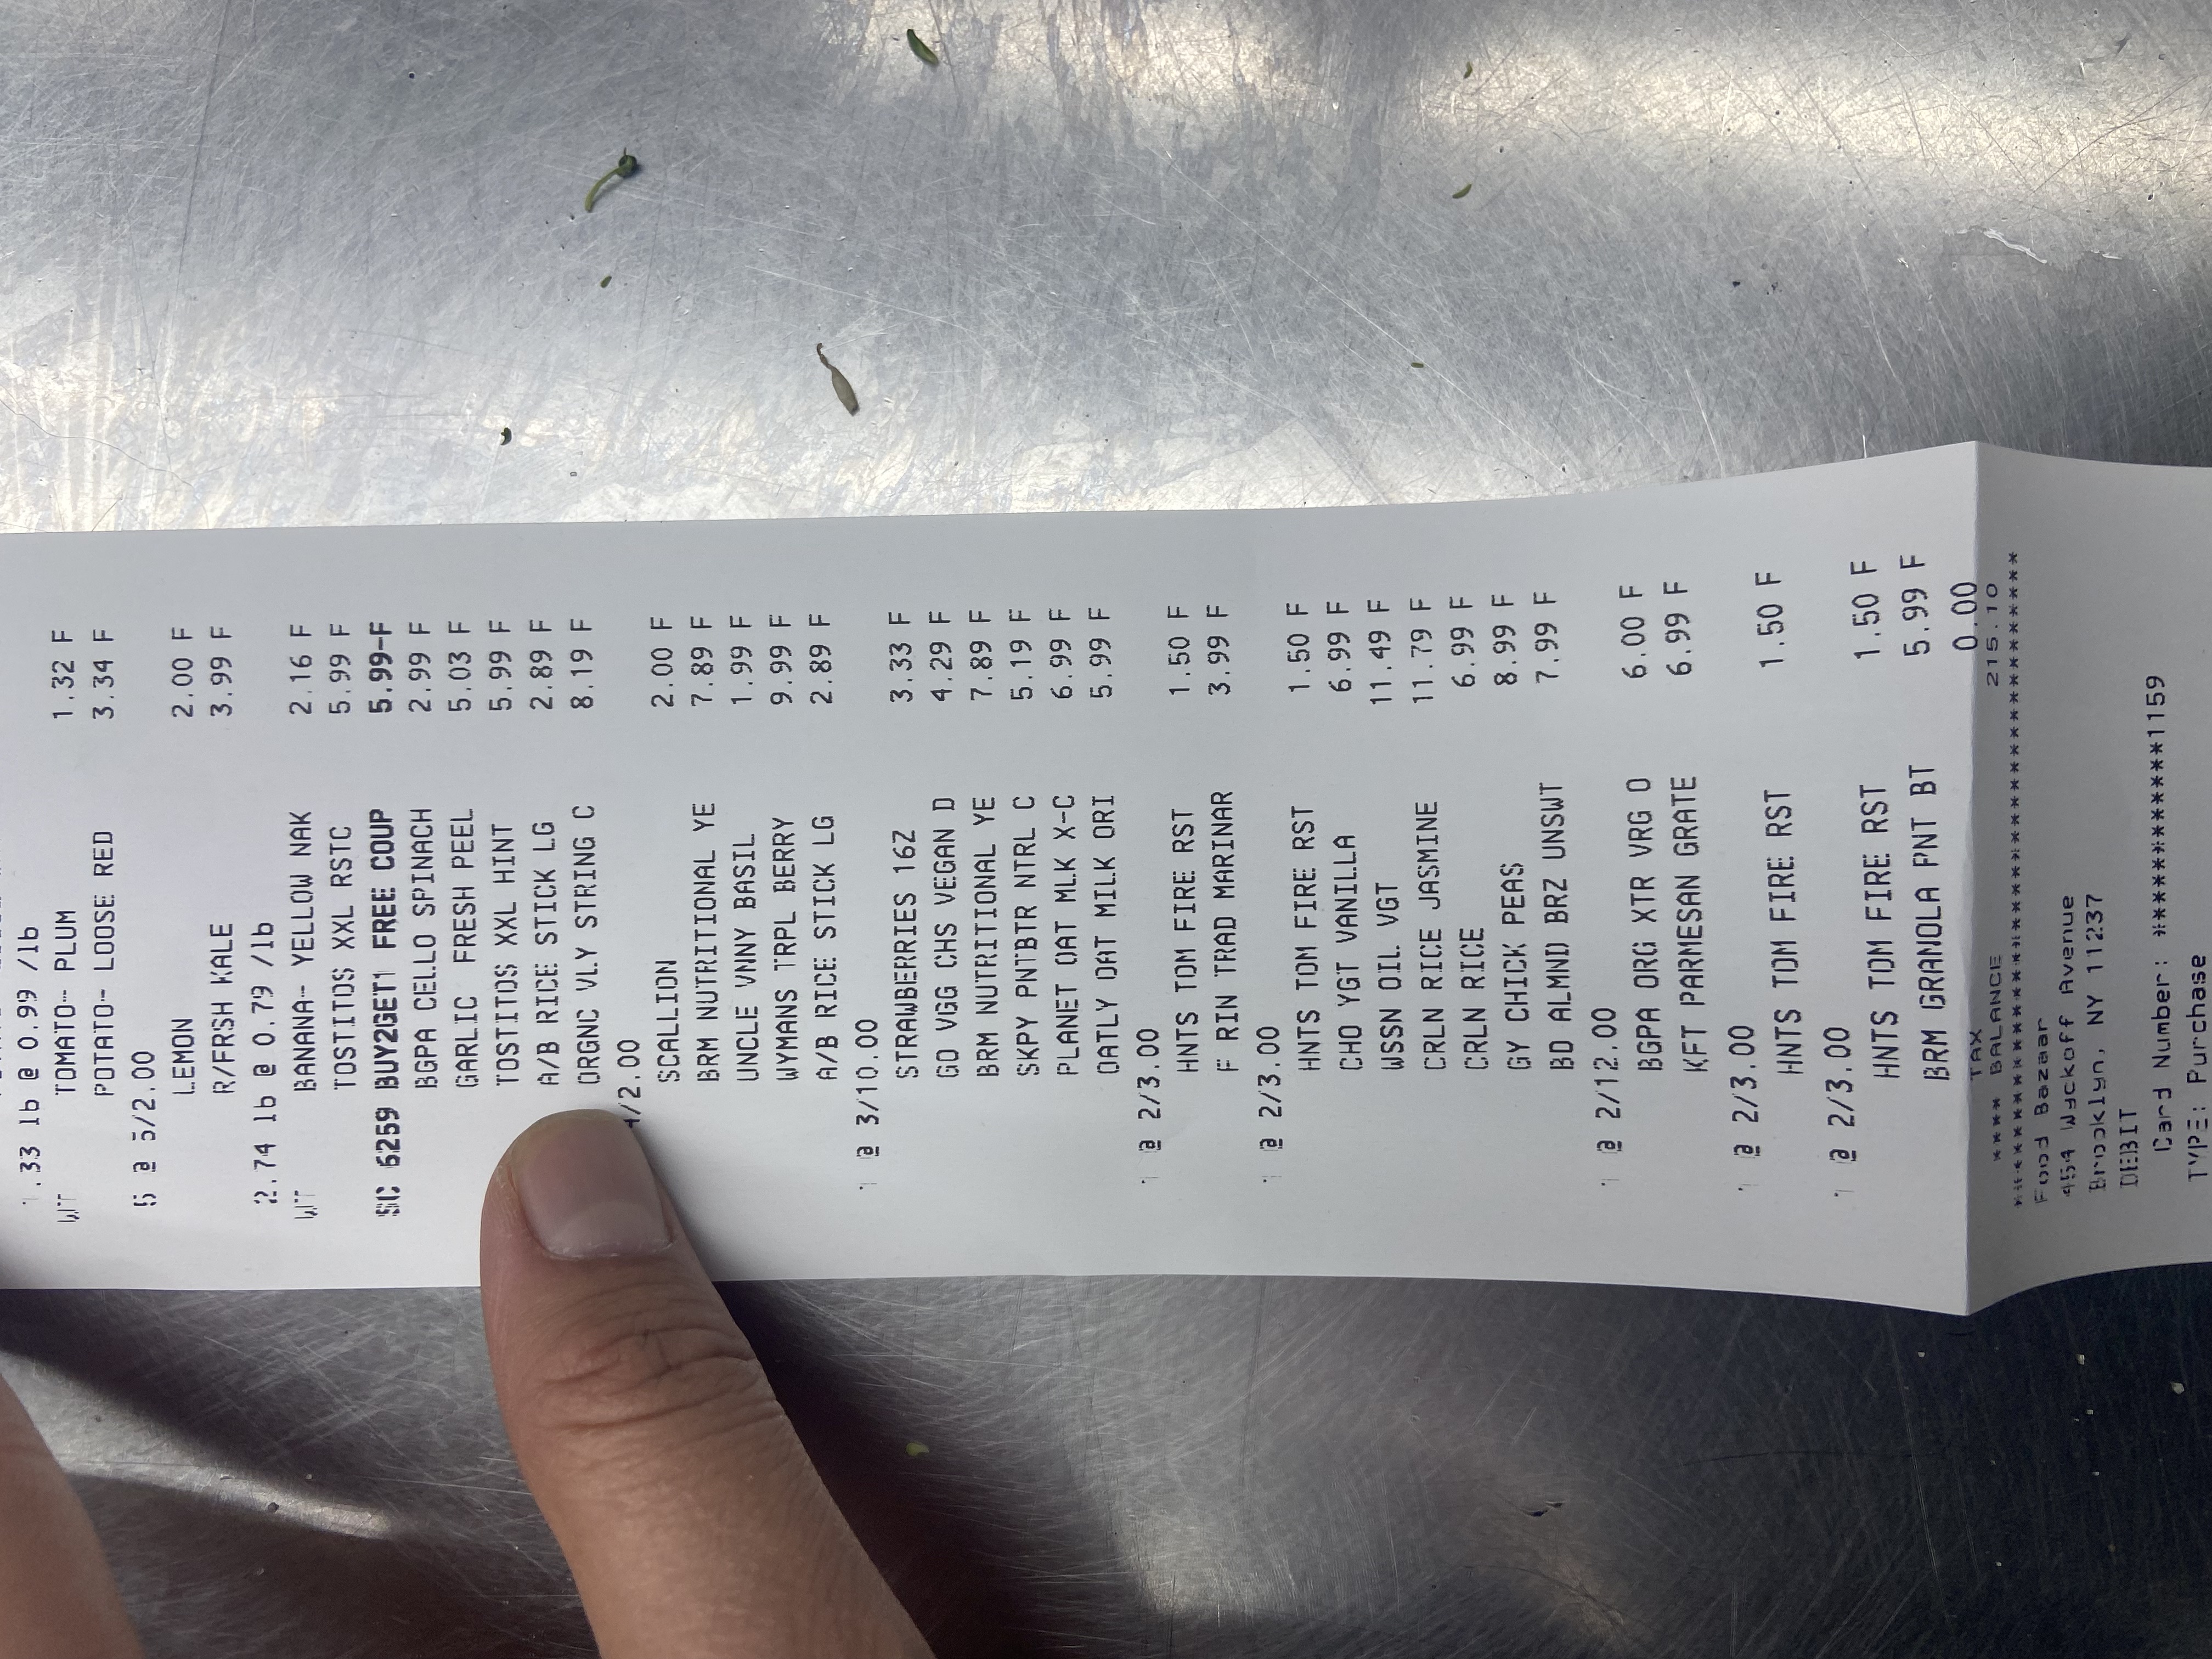 .33 lb @ 0.99 /lb
WT TOMATO- PLUM 1.32 F
POTATO- LOOSE RED 3.34 F
5 @ 5/2.00
LEMON 2.00 F
R/FRSH KALE 3.99 F
2.74 lb @ 0.79 /lb
WT BANANA- YELLOW NAK 2.16 F
TOSTITOS XXL RSTC 5.99 F
SC 6259 BUY2GET1 FREE COUP 5.99-F
BGPA CELLO SPINACH 2.99 F
GARLIC FRESH PEEL 5.03 F
TOSTITOS XXL HINT 5.99 F
A/B RICE STICK LG 2.89 F
ORGNC VLY STRING C 8.19 F
4/2.00
SCALLION 2.00 F
BRM NUTRITIONAL YE 7.89 F
UNCLE VNNY BASIL 1.99 F
WYMANS TRPL BERRY 9.99 F
A/B RICE STICK LG 2.89 F
1 @ 3/10.00
STRAWBERRIES 16Z 3.33 F
GO VGG CHS VEGAN D 4.29 F
BRM NUTRITIONAL YE 7.89 F
SKPY PNTBTR NTRL C 5.19 F
PLANET OAT MLK X-C 6.99 F
OATLY OAT MILK ORI 5.99 F
1 @ 2/3.00
HNTS TOM FIRE RST 1.50 F
F RIN TRAD MARINAR 3.99 F
1 @ 2/3.00
HNTS TOM FIRE RST 1.50 F
CHO YGT VANILLA 6.99 F
WSSN OIL VGT 11.49 F
CRLN RICE JASMINE 11.79 F
CRLN RICE 6.99 F
GY CHICK PEAS 8.99 F
BD ALMND BRZ UNSWT 7.99 F
1 @ 2/12.00
BGPA ORG XTR VRG O 6.00 F
KFT PARMESAN GRATE 6.99 F
1 @ 2/3.00
HNTS TOM FIRE RST 1.50 F
1 @ 2/3.00
HNTS TOM FIRE RST 1.50 F
BRM GRANOLA PNT BT 5.99 F
TAX 0.00
**** BALANCE 215.10
****************************************
Food Bazaar
454 Wyckoff Avenue
Brooklyn, NY 11237
DEBIT
Card Number: ************1159
TYPE: Purchase